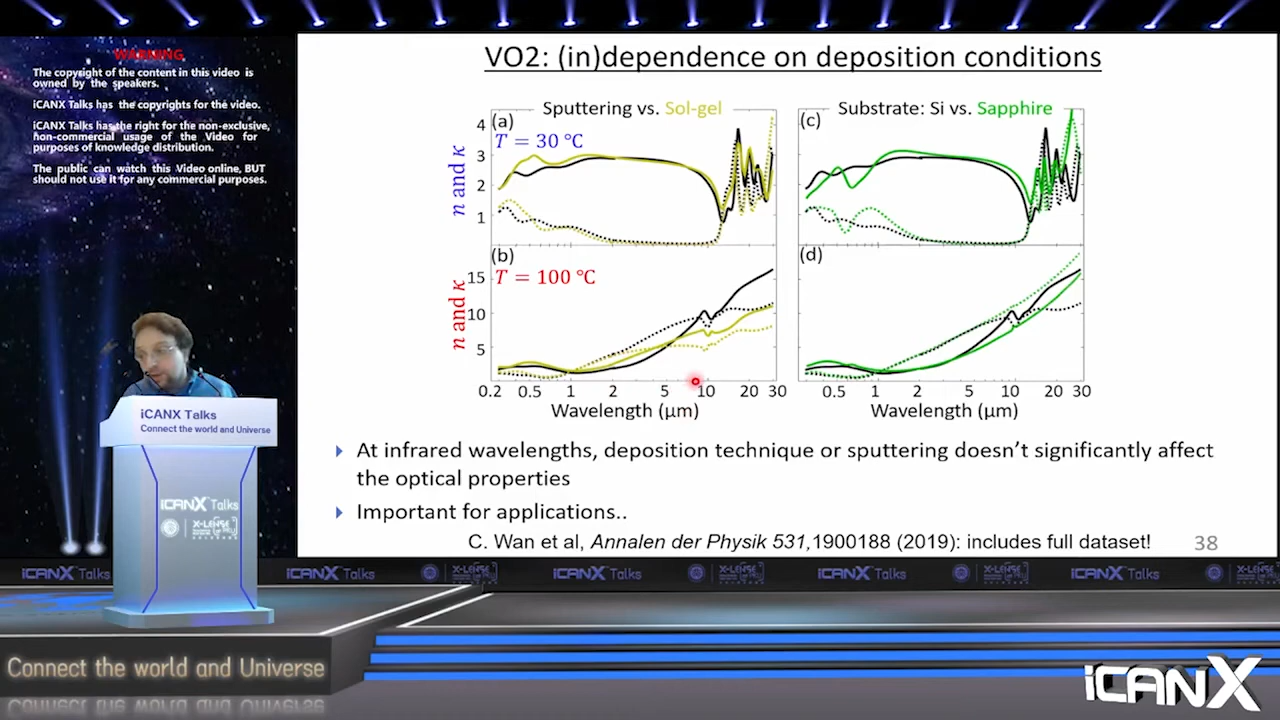 WARNING
The copyright of the content in this video is
owned by the speakers.
iCANX Talks has the copyrights for the video.
iCANX Talks has the right for the non-exclusive,
non-commercial usage of the Video for
purposes of knowledge distribution.
The public can watch this Video online, BUT
should not use it for any commercial purposes.
VO2: (in)dependence on deposition conditions
Sputtering vs. Sol-gel
Substrate: Si vs. Sapphire
(a)
T = 30 ℃
n and κ
4
3
2
1
(c)
(b)
T = 100 ℃
n and κ
15
10
5
(d)
0.2 0.5 1 2 5 10 20 30
0.5 1 2 5 10 20 30
Wavelength (μm)
Wavelength (μm)
At infrared wavelengths, deposition technique or sputtering doesn't significantly affect
the optical properties
Important for applications..
C. Wan et al, Annalen der Physik 531,1900188 (2019): includes full dataset!
38
iCANX Talks
Connect the world and Universe
iCANX Talks
X-LENSE
iCANX Talks
iCANX Talks
iCANX Talks
iCANX Talks
iCANX Talks
Connect the world and Universe
iCANX